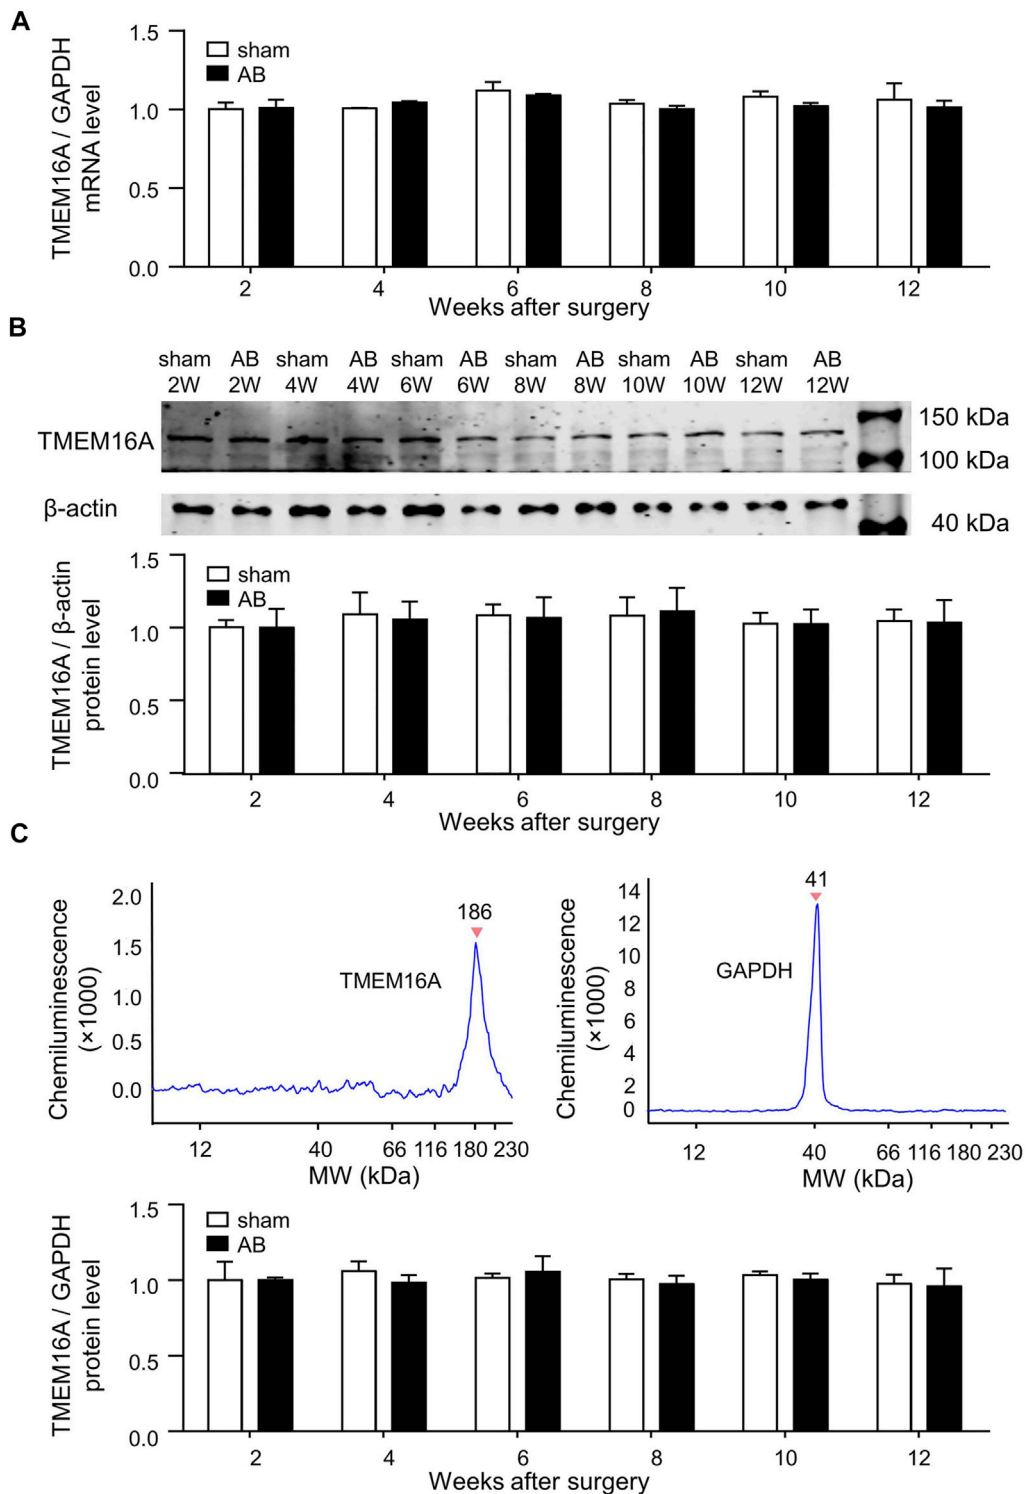 A
TMEM16A / GAPDH
mRNA level
1.5
1.0
0.5
0.0
sham
AB
2 4 6 8 10 12
Weeks after surgery
B
sham AB sham AB sham AB sham AB sham AB sham AB
2W 2W 4W 4W 6W 6W 8W 8W 10W 10W 12W 12W
TMEM16A
150 kDa
100 kDa
β-actin
40 kDa
TMEM16A / β-actin
protein level
1.5
1.0
0.5
0.0
sham
AB
2 4 6 8 10 12
Weeks after surgery
C
Chemiluminescence
(×1000)
2.0
1.5
1.0
0.5
0.0
186
TMEM16A
12 40 66 116 180 230
MW (kDa)
Chemiluminescence
(×1000)
14
12
10
8
6
4
2
0
41
GAPDH
12 40 66 116 180 230
MW (kDa)
TMEM16A / GAPDH
protein level
1.5
1.0
0.5
0.0
sham
AB
2 4 6 8 10 12
Weeks after surgery